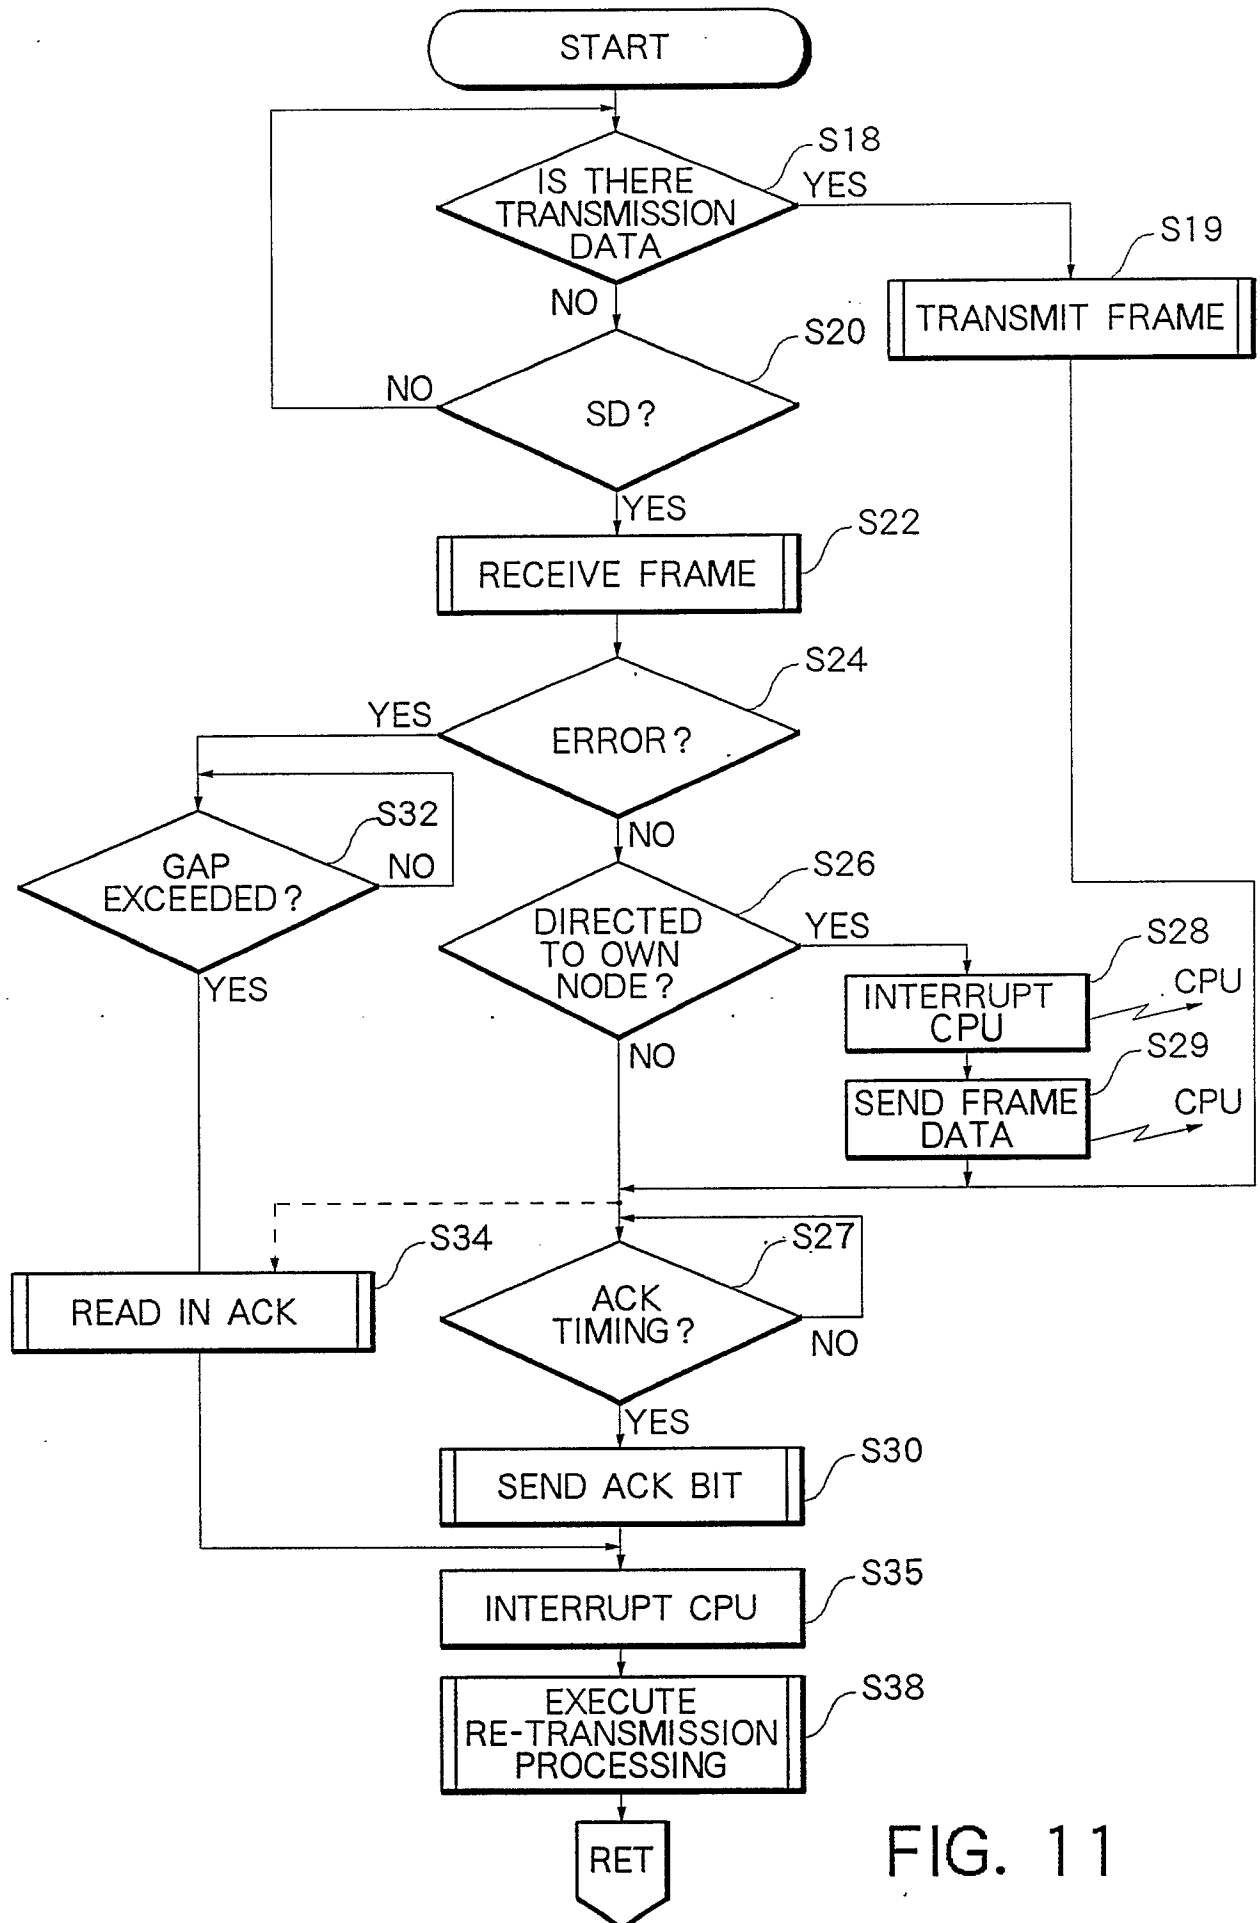 START
S18
IS THERE
TRANSMISSION
DATA
YES
S19
TRANSMIT FRAME
NO
S20
SD?
NO
YES
S22
RECEIVE FRAME
S24
ERROR?
YES
NO
S32
GAP
EXCEEDED?
NO
YES
S26
DIRECTED
TO OWN
NODE?
YES
NO
S28
INTERRUPT
CPU
CPU
S29
SEND FRAME
DATA
CPU
S34
READ IN ACK
S27
ACK
TIMING?
NO
YES
S30
SEND ACK BIT
S35
INTERRUPT CPU
S38
EXECUTE
RE-TRANSMISSION
PROCESSING
RET
FIG. 11